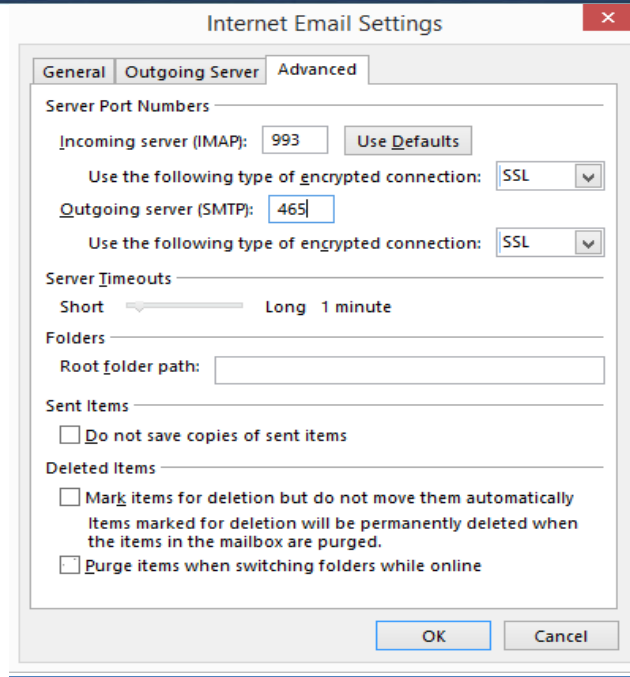 Internet Email Settings
General Outgoing Server Advanced
Server Port Numbers
Incoming server (IMAP): 993 Use Defaults
Use the following type of encrypted connection: SSL
Outgoing server (SMTP): 465
Use the following type of encrypted connection: SSL
Server Timeouts
Short Long 1 minute
Folders
Root folder path:
Sent Items
Do not save copies of sent items
Deleted Items
Mark items for deletion but do not move them automatically
Items marked for deletion will be permanently deleted when
the items in the mailbox are purged.
Purge items when switching folders while online
OK Cancel